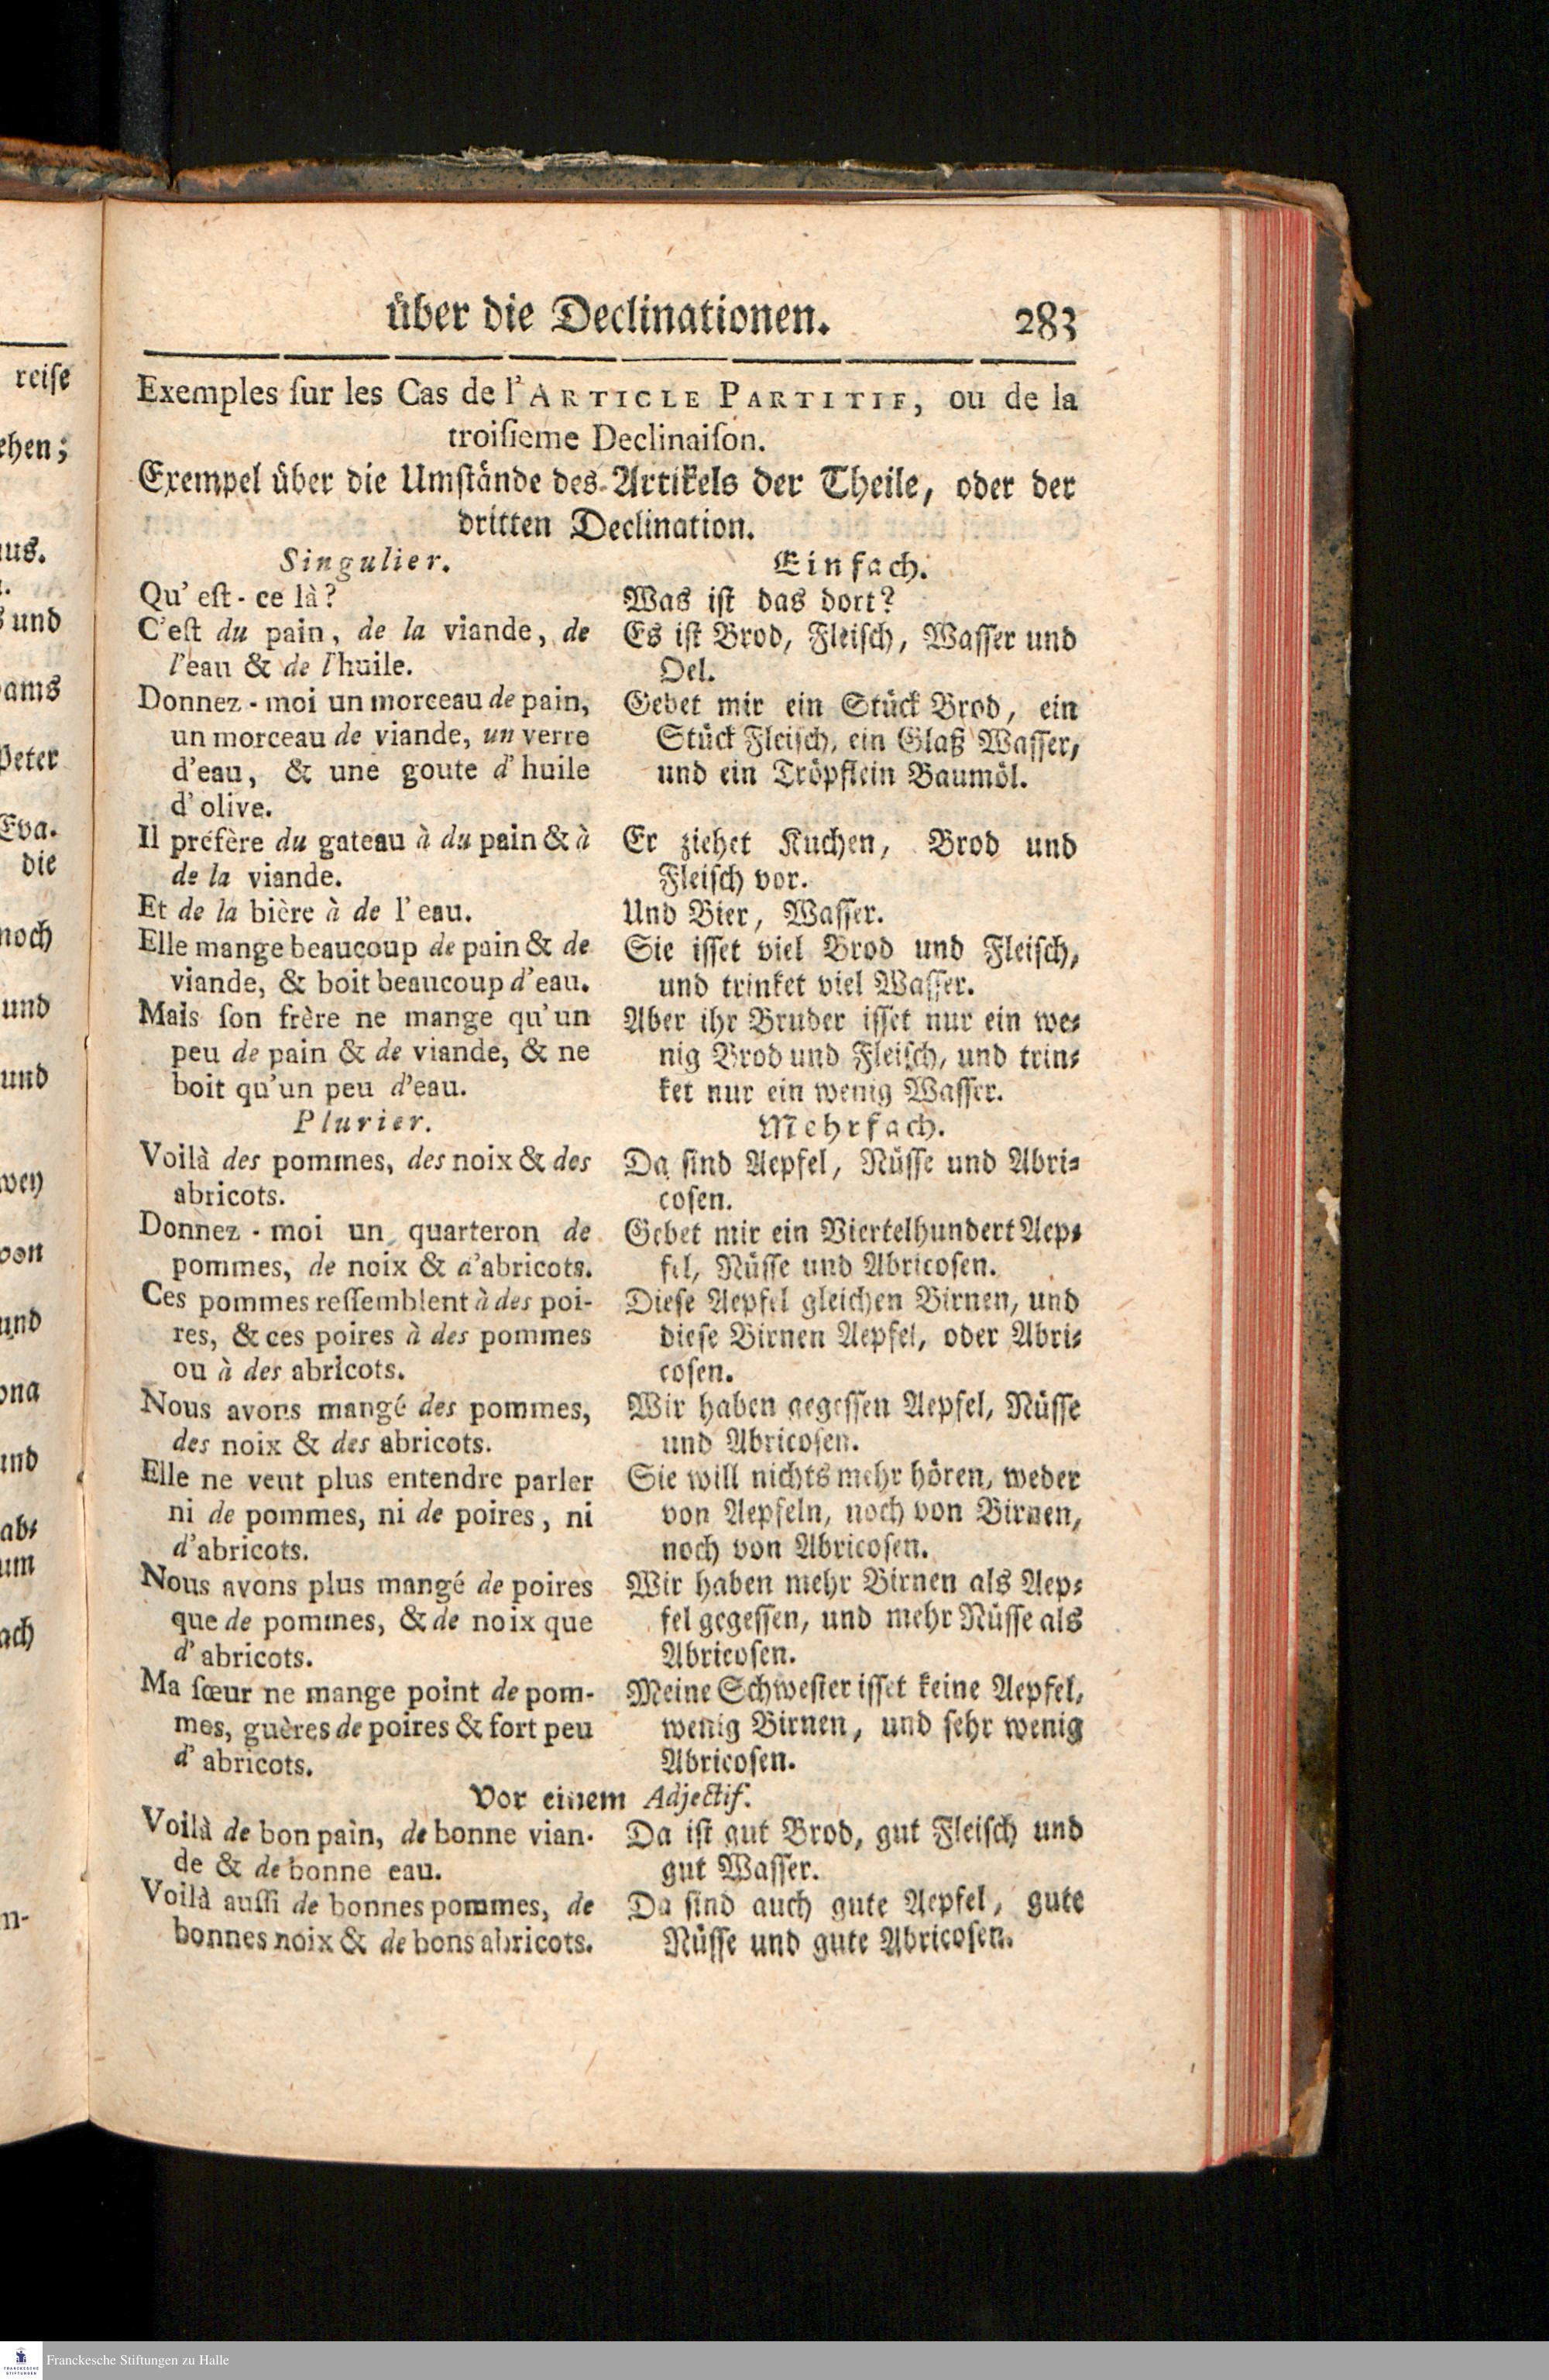 über die Declinationen. 283
Exemples ſur les Cas de l'ARTICLE PARTITIF, ou de la
troiſieme Declinaiſon.
Exempel über die Umſtände des Artikels der Theile, oder der
dritten Declination.
Singulier.
Qu' eſt-ce là?
C'eſt du pain, de la viande, de
l'eau & de l'huile.
Donnez-moi un morceau de pain,
un morceau de viande, un verre
d'eau, & une goute d'huile
d'olive.
Il préfère du gateau à du pain & à
de la viande.
Et de la bière à de l'eau.
Elle mange beaucoup de pain & de
viande, & boit beaucoup d'eau.
Mais ſon frère ne mange qu'un
peu de pain & de viande, & ne
boit qu'un peu d'eau.
Plurier.
Voilà des pommes, des noix & des
abricots.
Donnez-moi un quarteron de
pommes, de noix & d'abricots.
Ces pommes reſſemblent à des poi-
res, & ces poires à des pommes
ou à des abricots.
Nous avons mangé des pommes,
des noix & des abricots.
Elle ne veut plus entendre parler
ni de pommes, ni de poires, ni
d'abricots.
Nous avons plus mangé de poires
que de pommes, & de noix que
d'abricots.
Ma ſœur ne mange point de pom-
mes, guères de poires & fort peu
d'abricots.
Einfach.
Was iſt das dort?
Es iſt Brod, Fleiſch, Waſſer und
Oel.
Gebet mir ein Stück Brod, ein
Stück Fleiſch, ein Glaß Waſſer,
und ein Tröpflein Baumöl.
Er ziehet Kuchen, Brod und
Fleiſch vor.
Und Bier, Waſſer.
Sie iſſet viel Brod und Fleiſch,
und trinket viel Waſſer.
Aber ihr Bruder iſſet nur ein we-
nig Brod und Fleiſch, und trin-
ket nur ein wenig Waſſer.
Mehrfach.
Da ſind Aepfel, Nüſſe und Abri-
coſen.
Gebet mir ein Viertelhundert Aep-
fel, Nüſſe und Abricoſen.
Dieſe Aepfel gleichen Birnen, und
dieſe Birnen Aepfel, oder Abri-
coſen.
Wir haben gegeſſen Aepfel, Nüſſe
und Abricoſen.
Sie will nichts mehr hören, weder
von Aepfeln, noch von Birnen,
noch von Abricoſen.
Wir haben mehr Birnen als Aep-
fel gegeſſen, und mehr Nüſſe als
Abricoſen.
Meine Schweſter iſſet keine Aepfel,
wenig Birnen, und ſehr wenig
Abricoſen.
Vor einem Adjectif.
Voilà de bon pain, de bonne vian-
de & de bonne eau.
Voilà auſſi de bonnes pommes, de
bonnes noix & de bons abricots.
Da iſt gut Brod, gut Fleiſch und
gut Waſſer.
Da ſind auch gute Aepfel, gute
Nüſſe und gute Abricoſen.
reiſe
und
Peter
Eva.
die
noch
und
und
FRANCKESCHE
STIFTUNGEN
Franckesche Stiftungen zu Halle